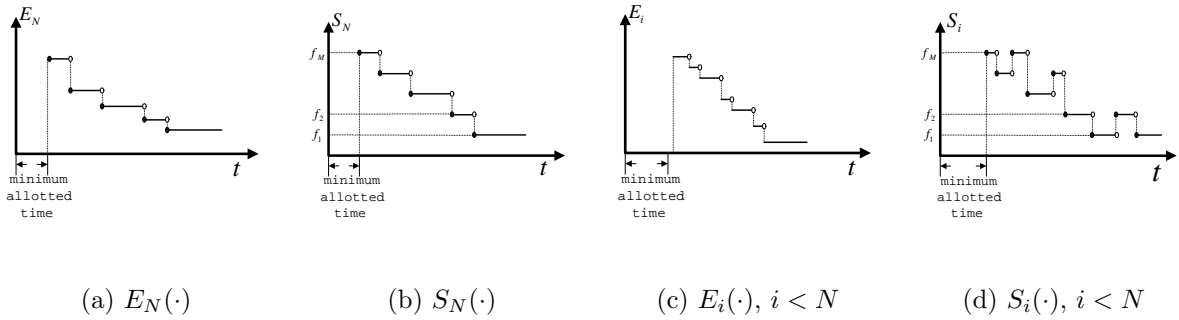 E_N
t
minimum
allotted
time
(a) E_N(·)
S_N
f_M
f_2
f_1
t
minimum
allotted
time
(b) S_N(·)
E_i
t
minimum
allotted
time
(c) E_i(·), i < N
S_i
f_M
f_2
f_1
t
minimum
allotted
time
(d) S_i(·), i < N